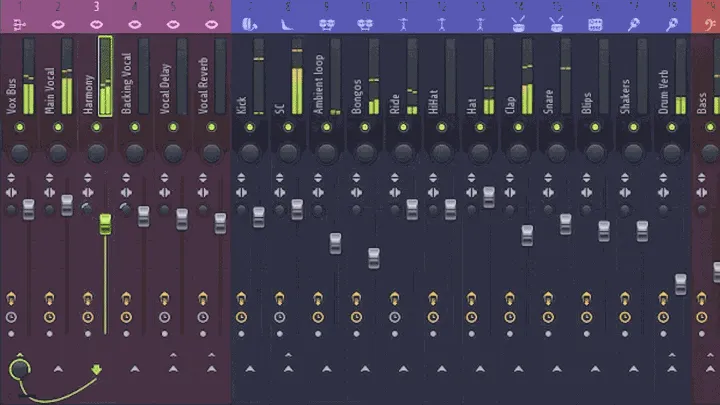 1 2 3 4 5 6 7 8 9 10 11 12 13 14 15 16 17 18 19
Vox Bus
Main Vocal
Harmony
Backing Vocal
Vocal Delay
Vocal Reverb
Kick
SC
Ambient loop
Bongos
Ride
HiHat
Hat
Clap
Snare
Blips
Shakers
Drum Verb
Bass